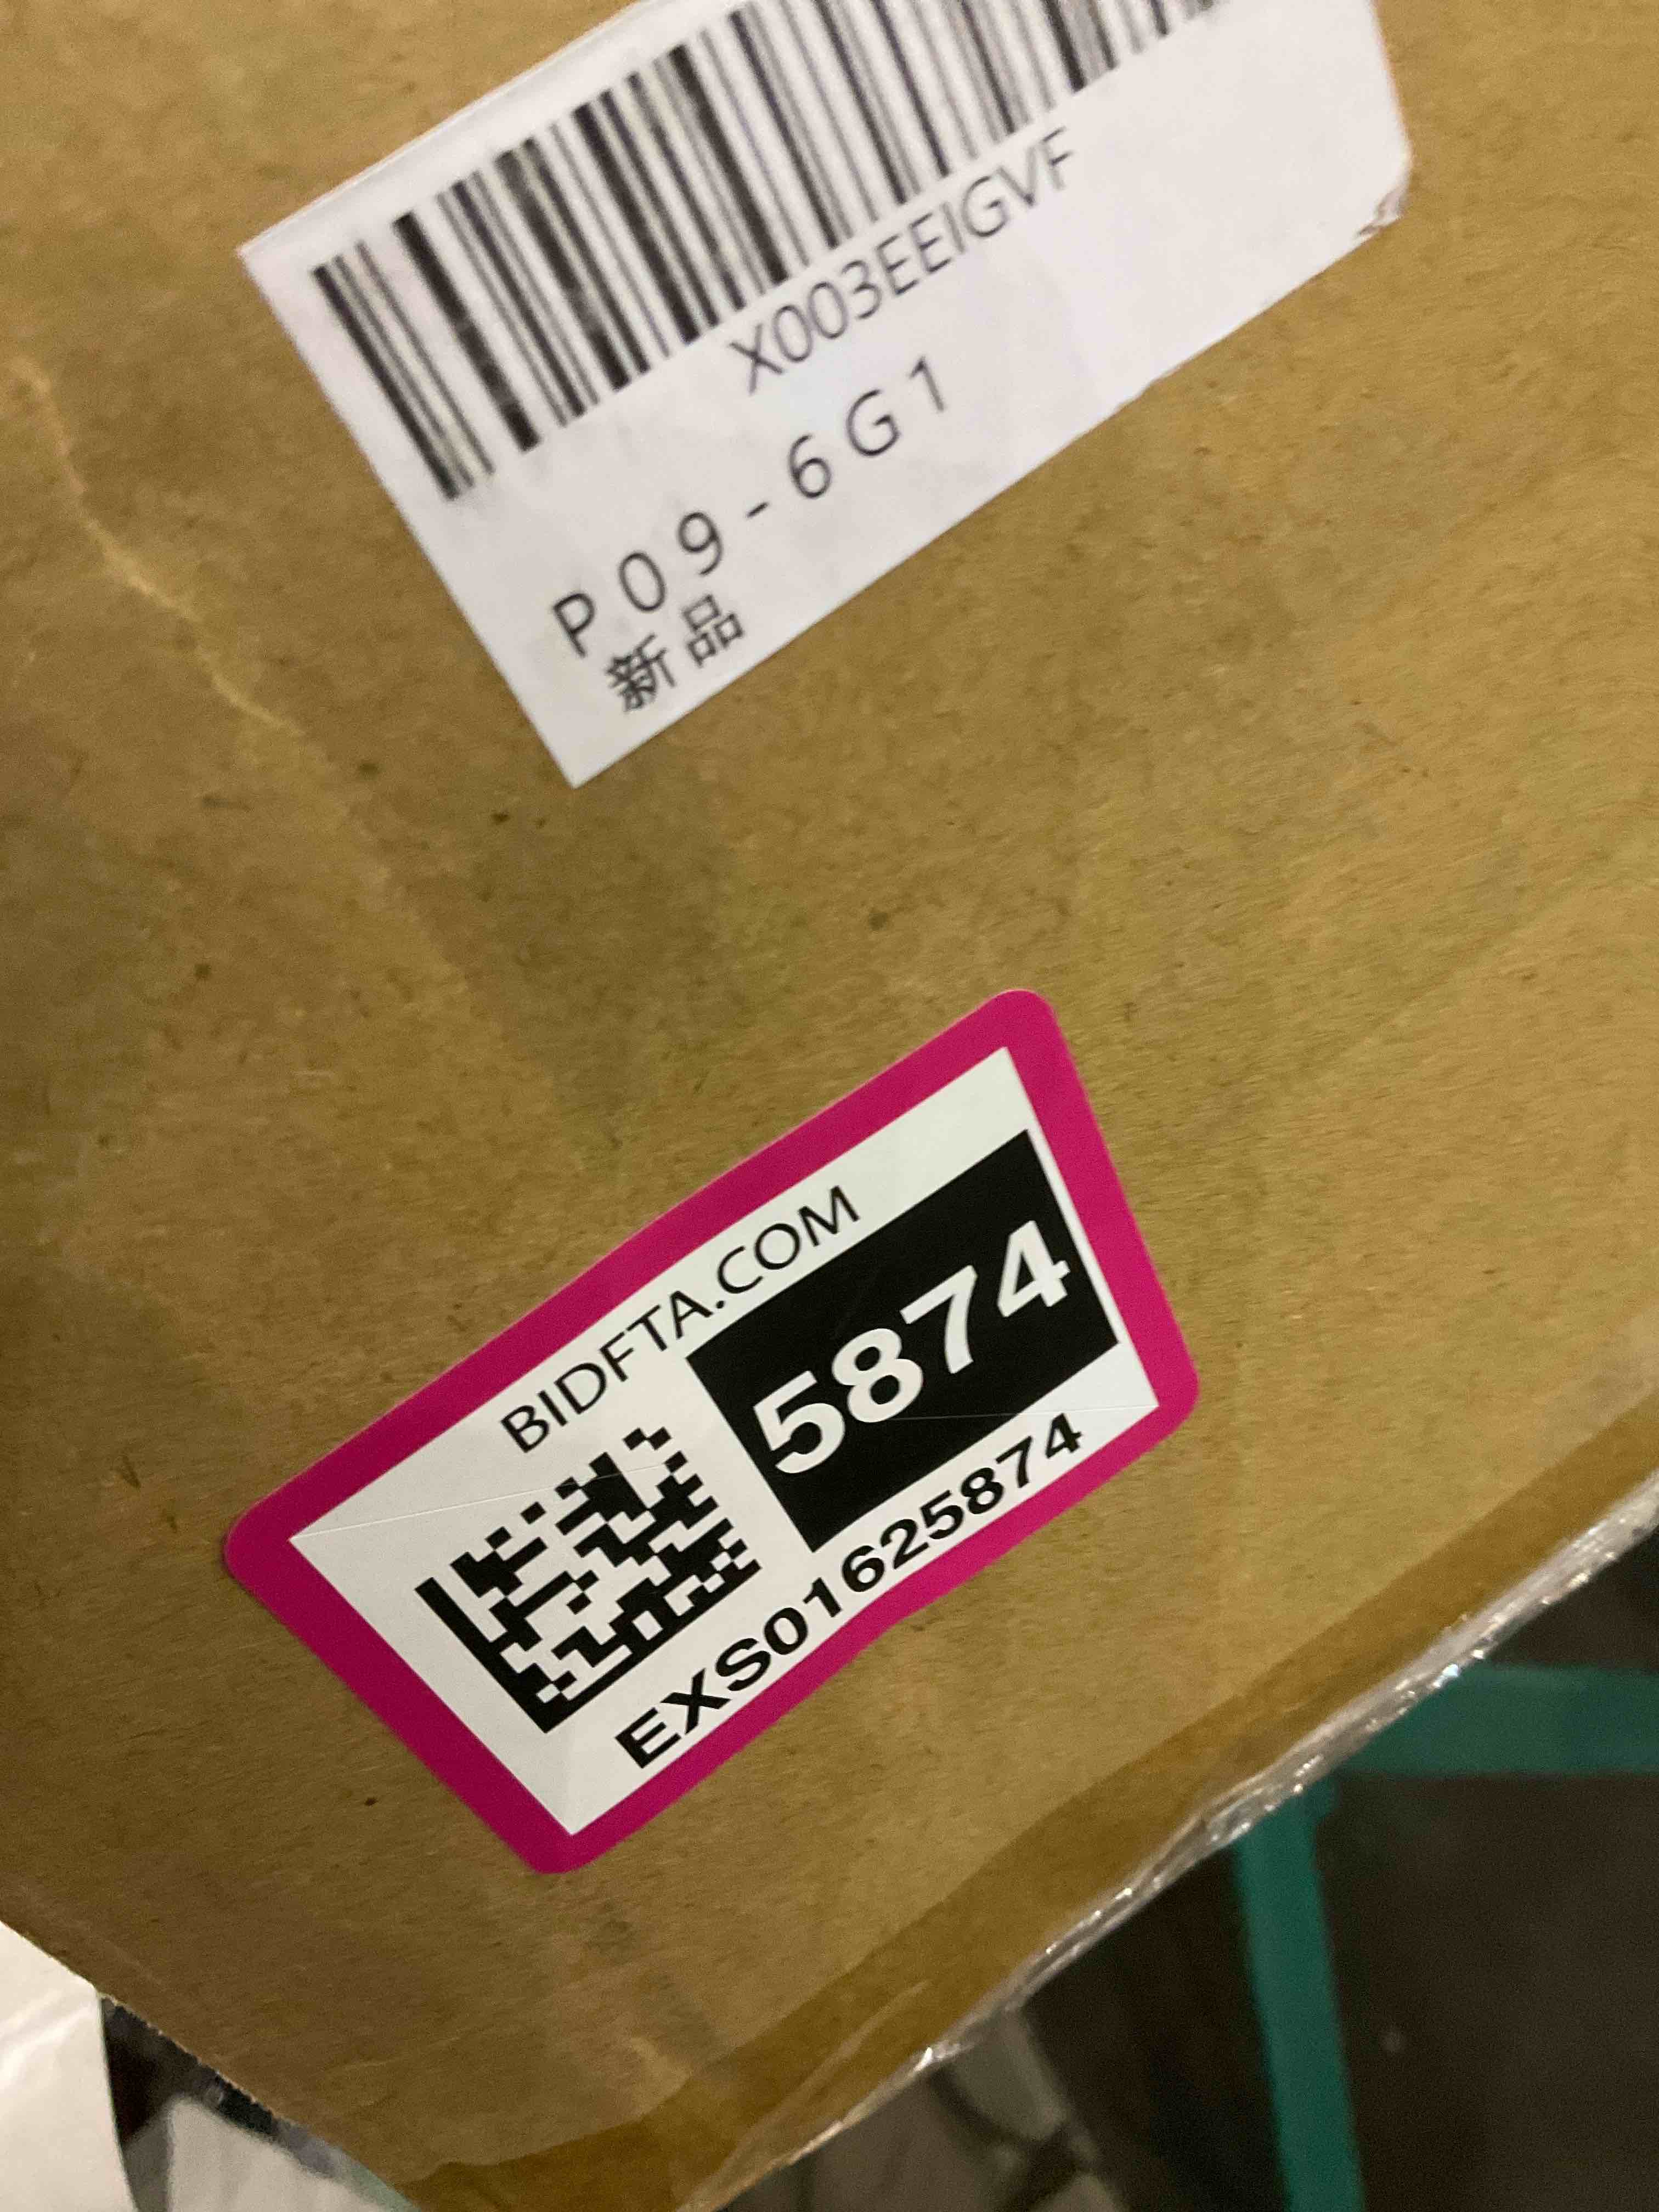 X003EEIGVF
P09-6G1
新品
BIDFTA.COM
5874
EXS01625874